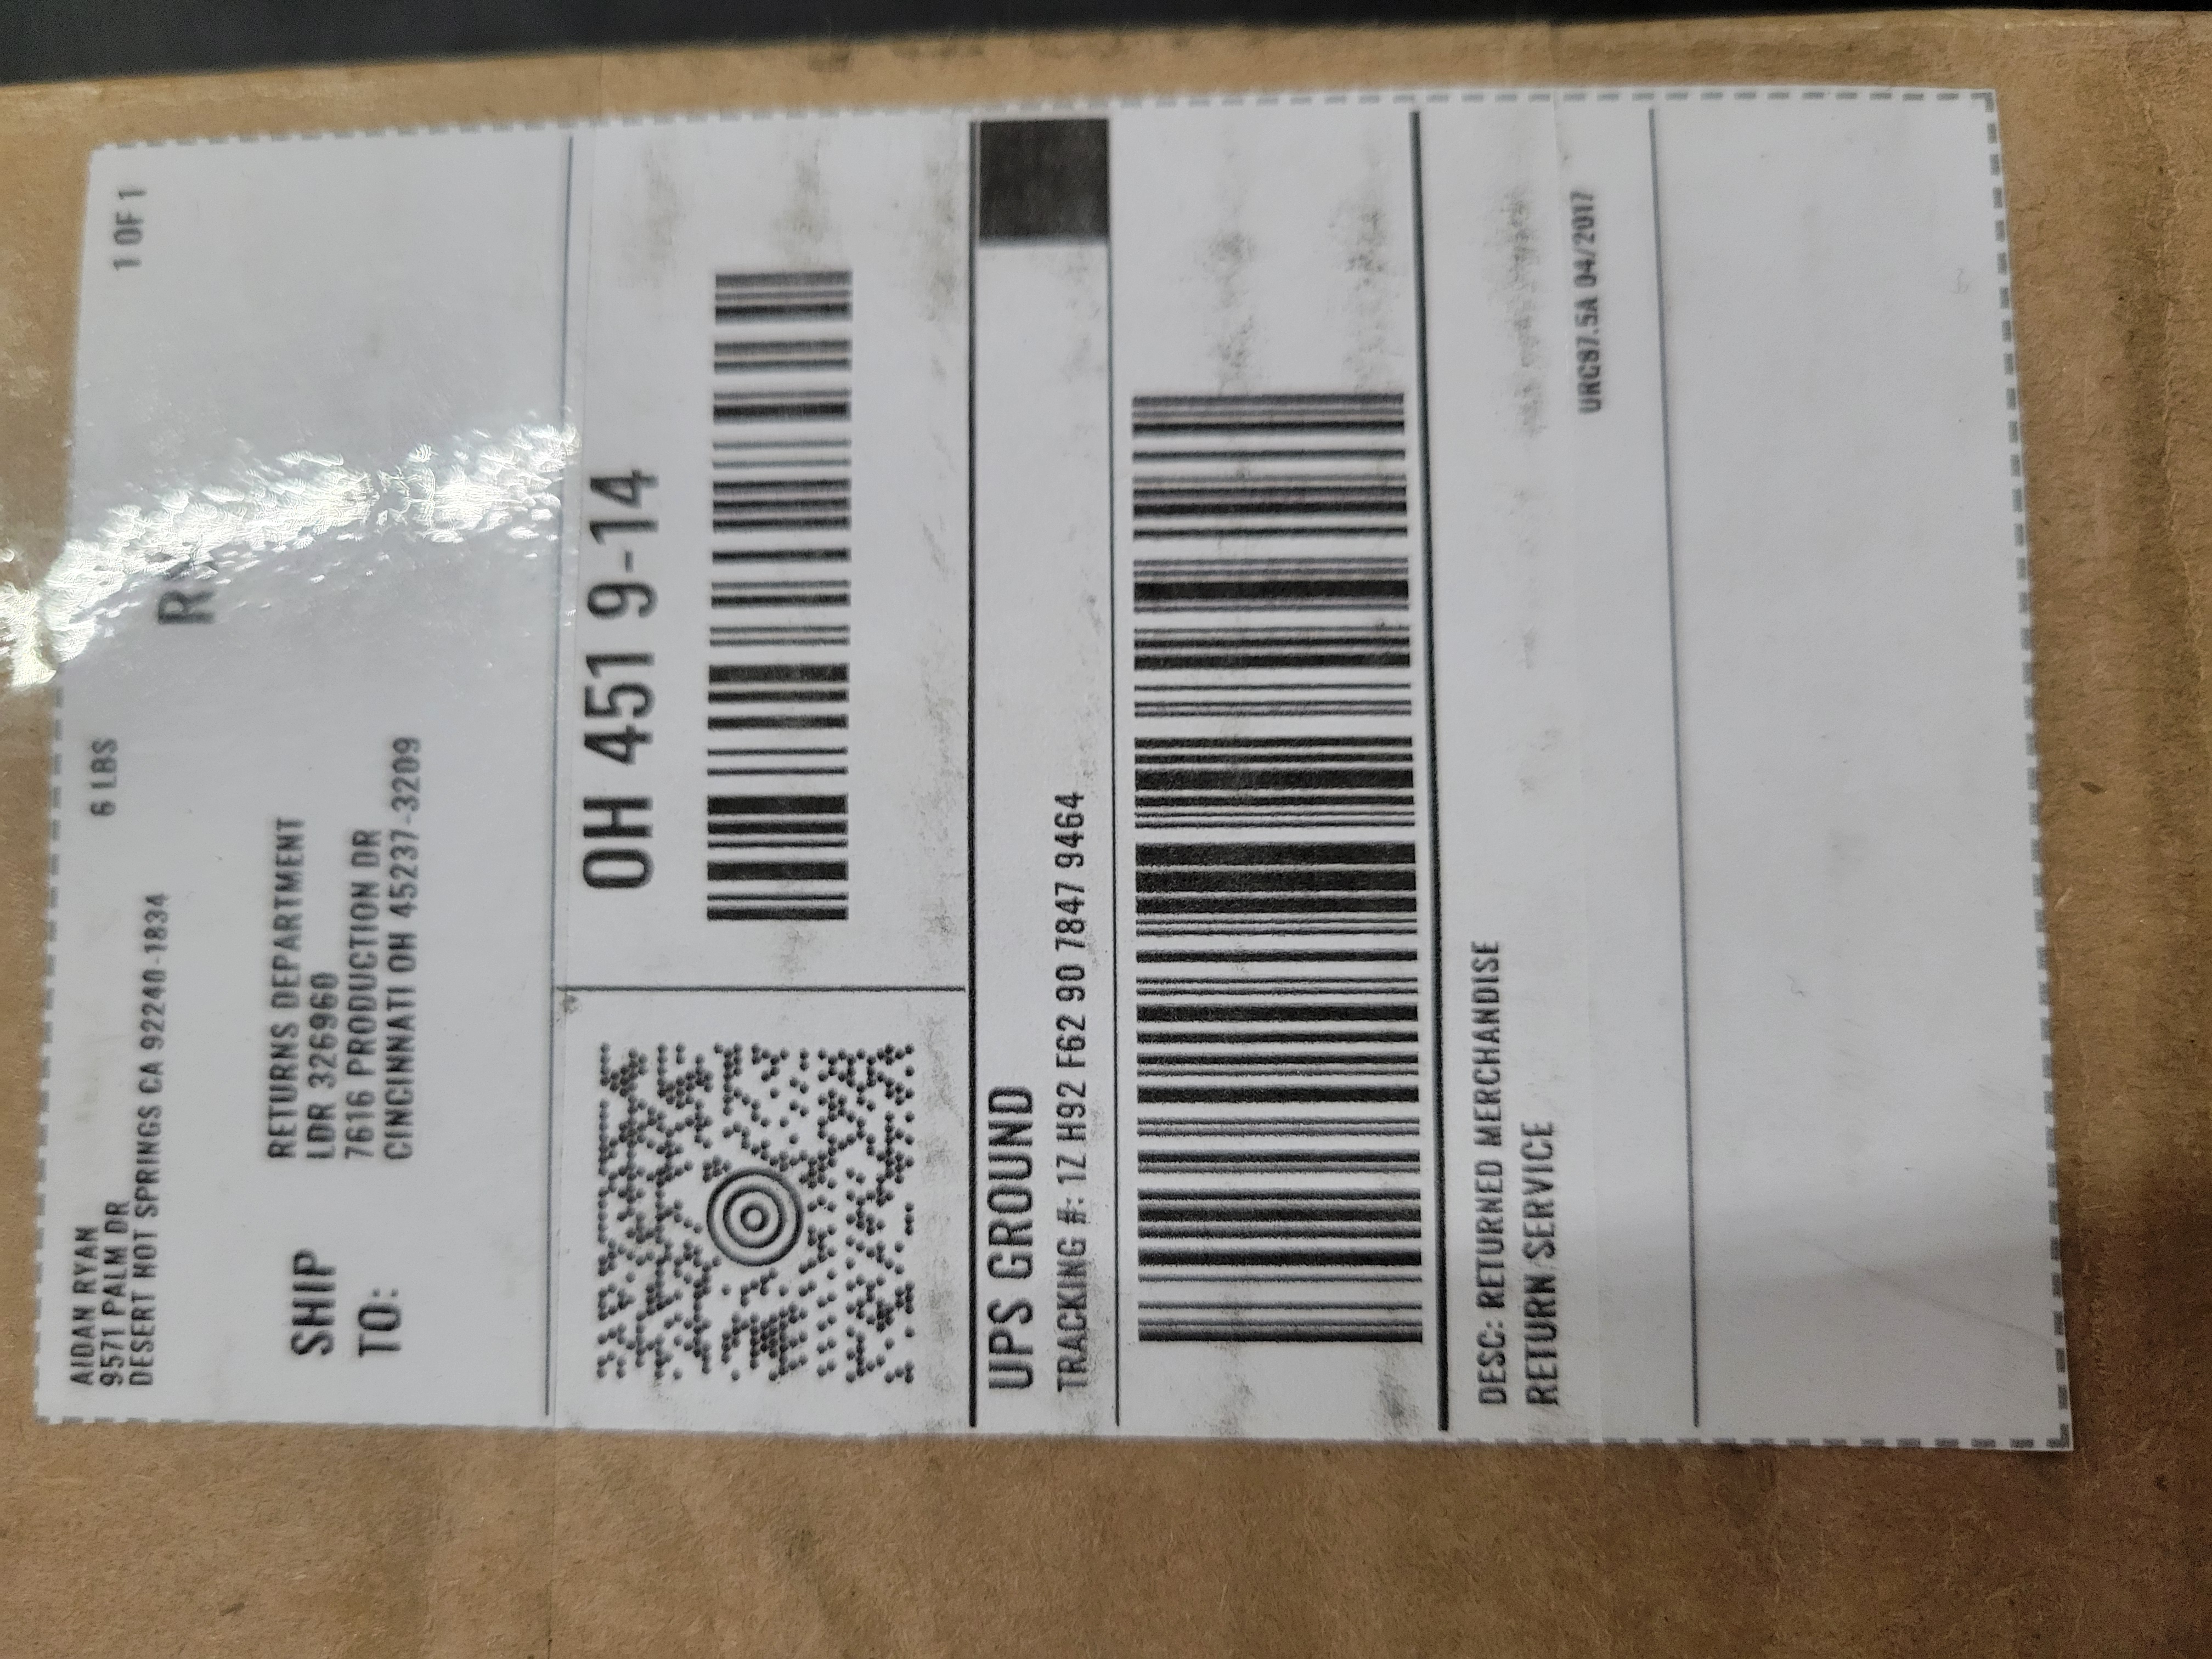 AIDAN RYAN
9571 PALM DR
DESERT HOT SPRINGS CA 92240-1834
6 LBS
1 OF 1
SHIP
TO:
RETURNS DEPARTMENT
LDR 326960
7616 PRODUCTION DR
CINCINNATI OH 45237-3209
OH 451 9-14
UPS GROUND
TRACKING #: 1Z H92 F62 90 7847 9464
DESC: RETURNED MERCHANDISE
RETURN SERVICE
URC87.5A 04/2017